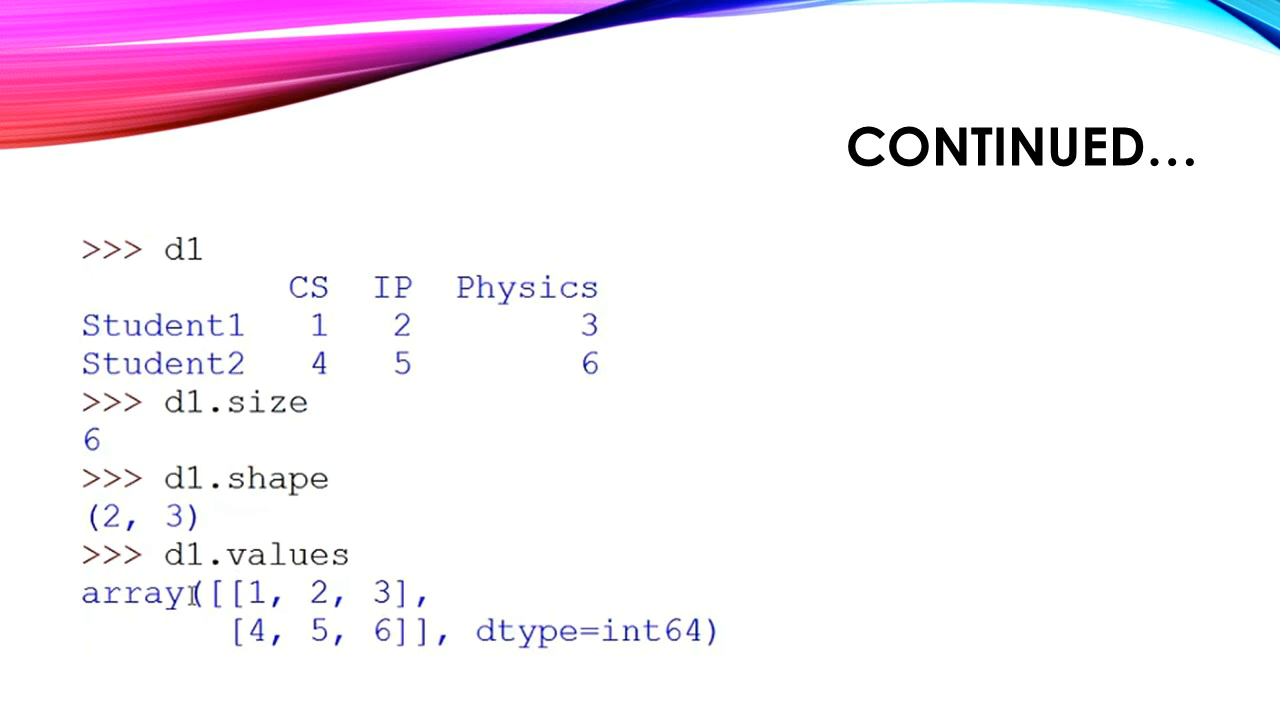 CONTINUED…
>>> d1
          CS  IP  Physics
Student1   1   2        3
Student2   4   5        6
>>> d1.size
6
>>> d1.shape
(2, 3)
>>> d1.values
array([[1, 2, 3],
       [4, 5, 6]], dtype=int64)